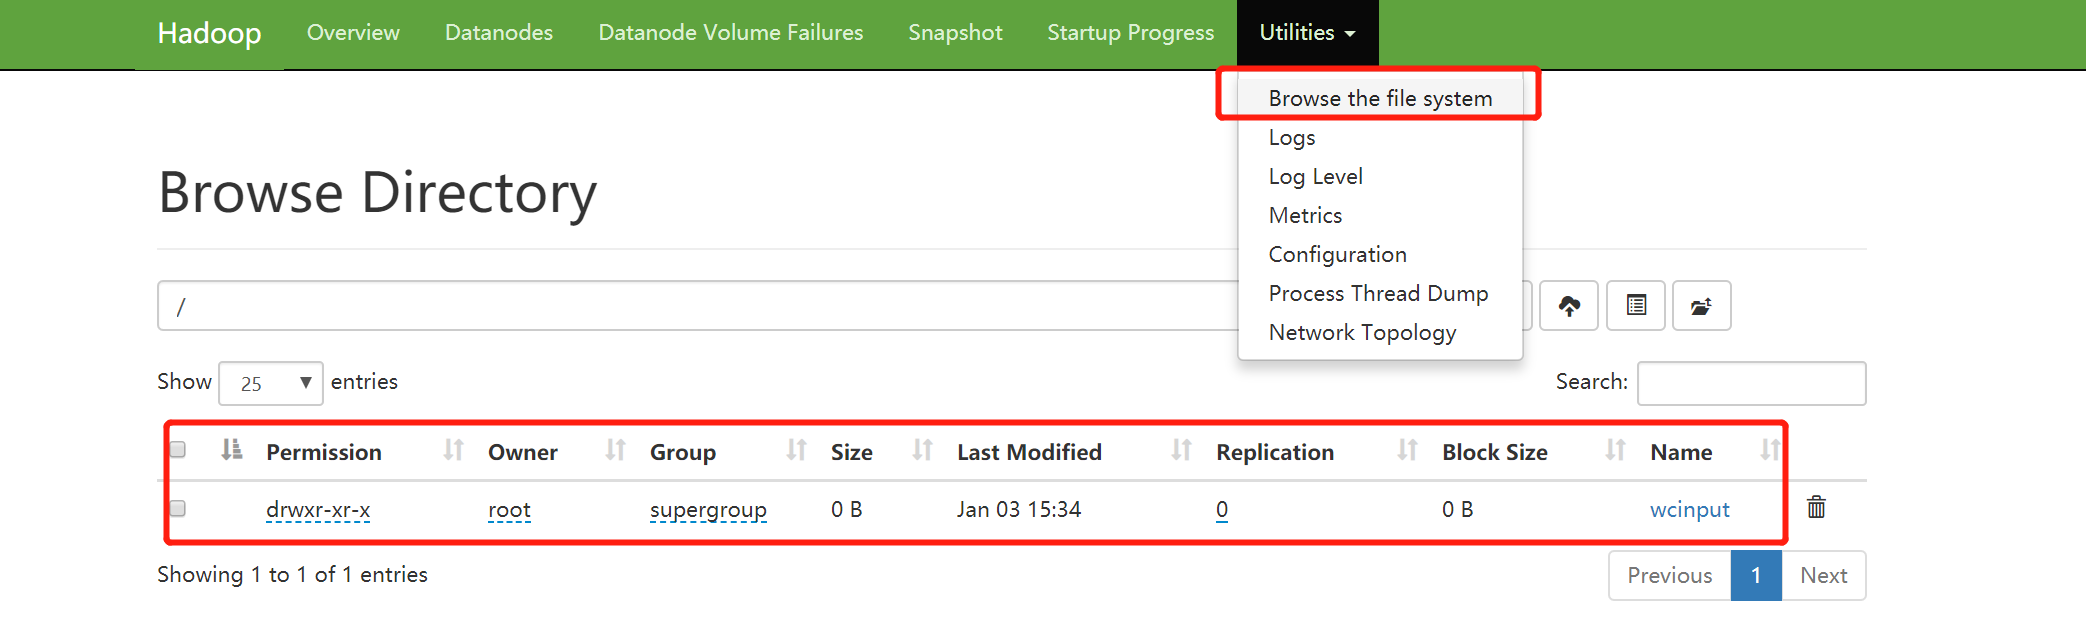 Hadoop Overview Datanodes Datanode Volume Failures Snapshot Startup Progress Utilities
Browse the file system
Logs
Log Level
Metrics
Configuration
Process Thread Dump
Network Topology
Browse Directory
/
Show 25 entries
Search:
Permission Owner Group Size Last Modified Replication Block Size Name
drwxr-xr-x root supergroup 0 B Jan 03 15:34 0 0 B wcinput
Showing 1 to 1 of 1 entries
Previous 1 Next